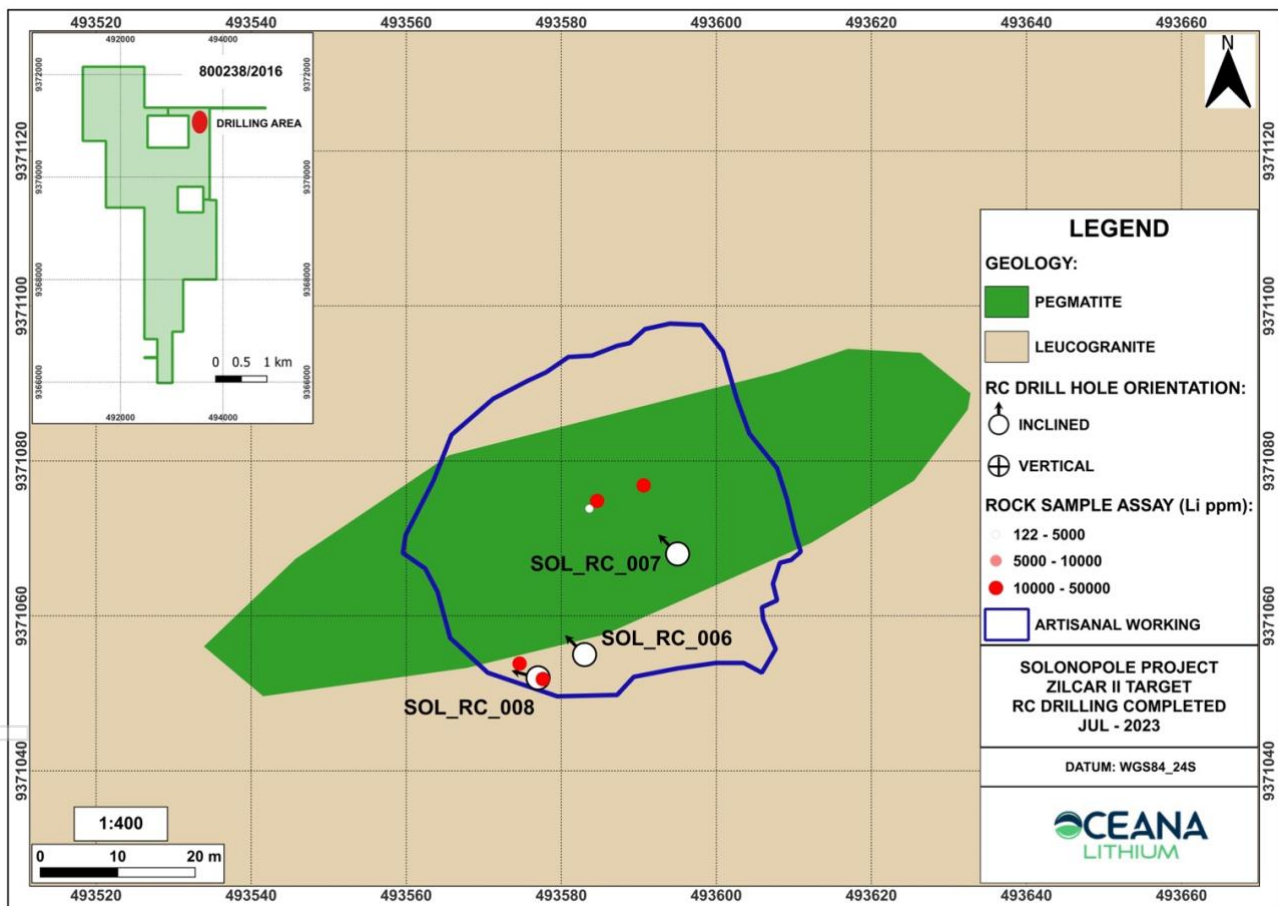 493520 493540 493560 493580 493600 493620 493640 493660
492000 494000
800238/2016
DRILLING AREA
9372000
9370000
9368000
9366000
9372000
9370000
9368000
9366000
0 0.5 1 km
492000 494000
N
9371120
9371100
9371080
9371060
9371040
9371120
9371100
9371080
9371060
9371040
SOL_RC_007
SOL_RC_006
SOL_RC_008
LEGEND
GEOLOGY:
PEGMATITE
LEUCOGRANITE
RC DRILL HOLE ORIENTATION:
INCLINED
VERTICAL
ROCK SAMPLE ASSAY (Li ppm):
122 - 5000
5000 - 10000
10000 - 50000
ARTISANAL WORKING
SOLONOPOLE PROJECT
ZILCAR II TARGET
RC DRILLING COMPLETED
JUL - 2023
DATUM: WGS84_24S
OCEANA
LITHIUM
1:400
0 10 20 m
493520 493540 493560 493580 493600 493620 493640 493660